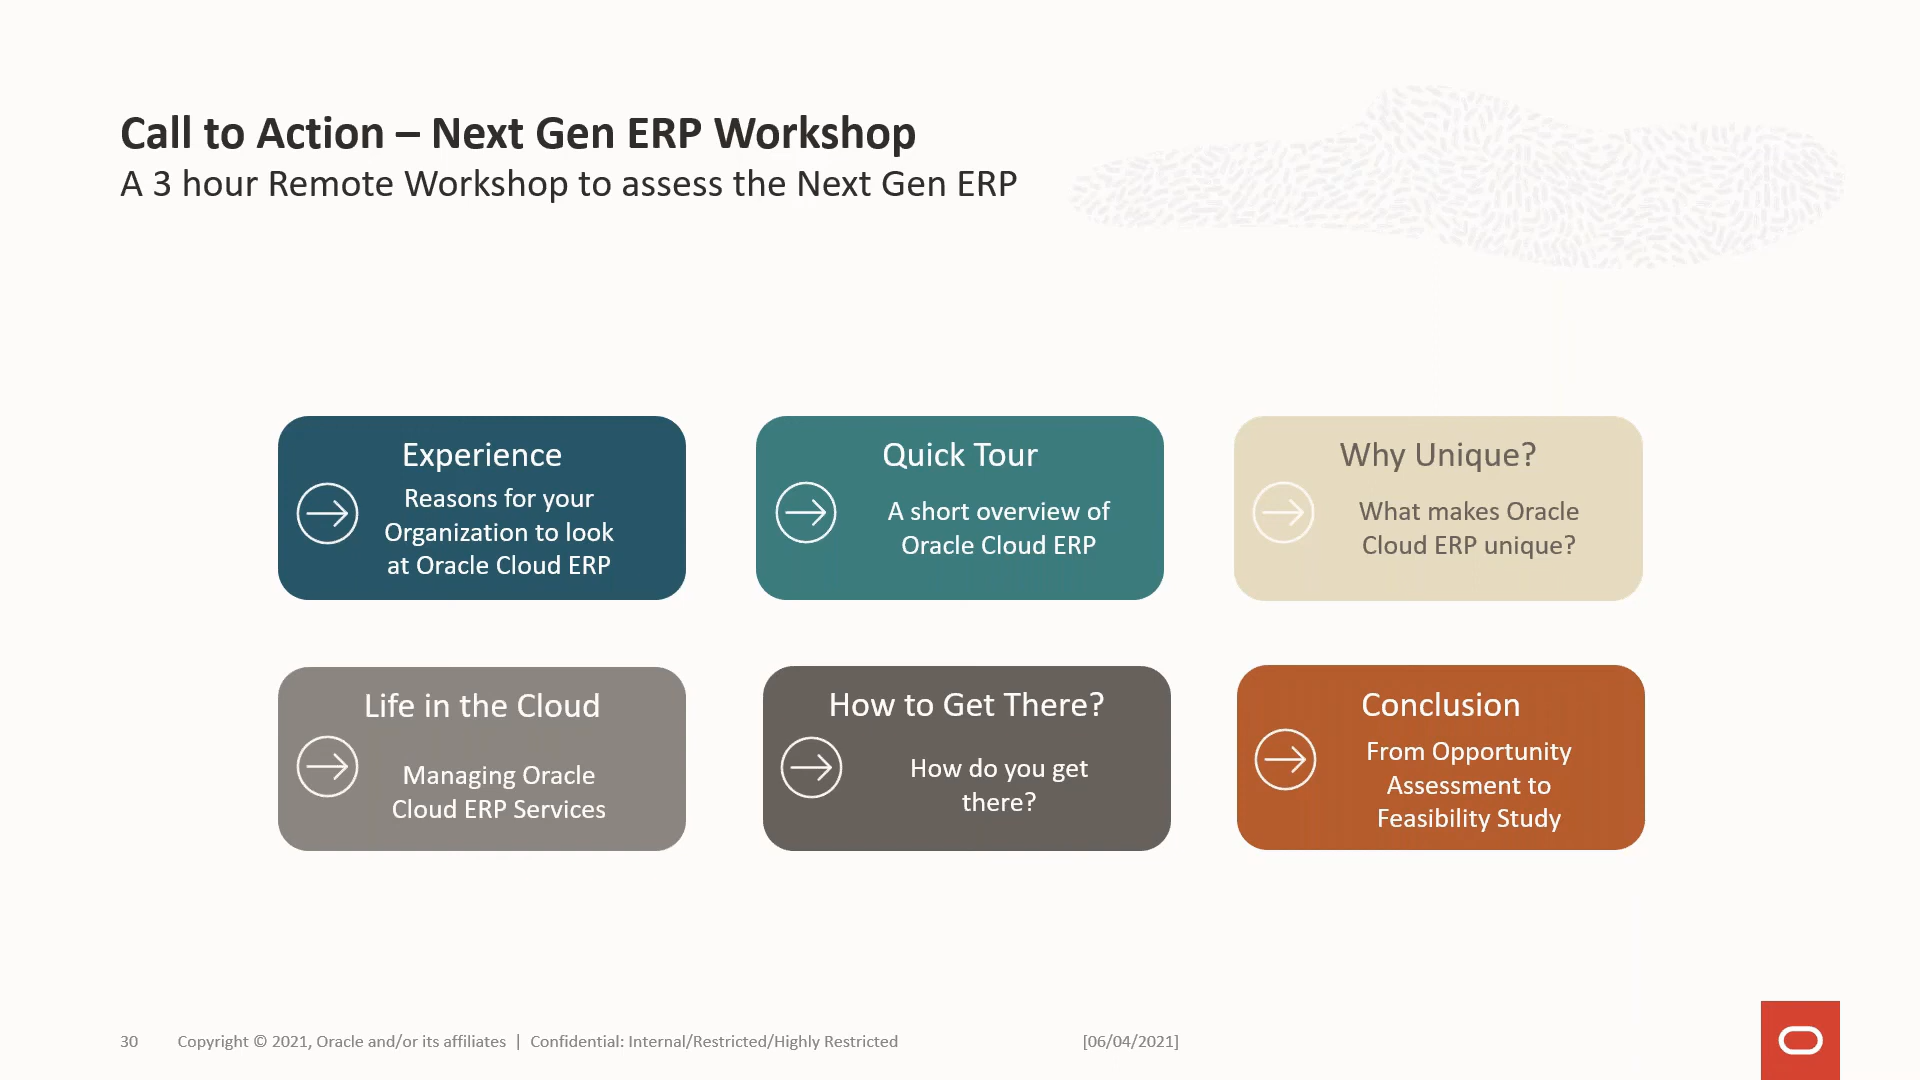 Call to Action – Next Gen ERP Workshop
A 3 hour Remote Workshop to assess the Next Gen ERP
Experience
Reasons for your
Organization to look
at Oracle Cloud ERP
Quick Tour
A short overview of
Oracle Cloud ERP
Why Unique?
What makes Oracle
Cloud ERP unique?
Life in the Cloud
Managing Oracle
Cloud ERP Services
How to Get There?
How do you get
there?
Conclusion
From Opportunity
Assessment to
Feasibility Study
30 Copyright © 2021, Oracle and/or its affiliates | Confidential: Internal/Restricted/Highly Restricted [06/04/2021]